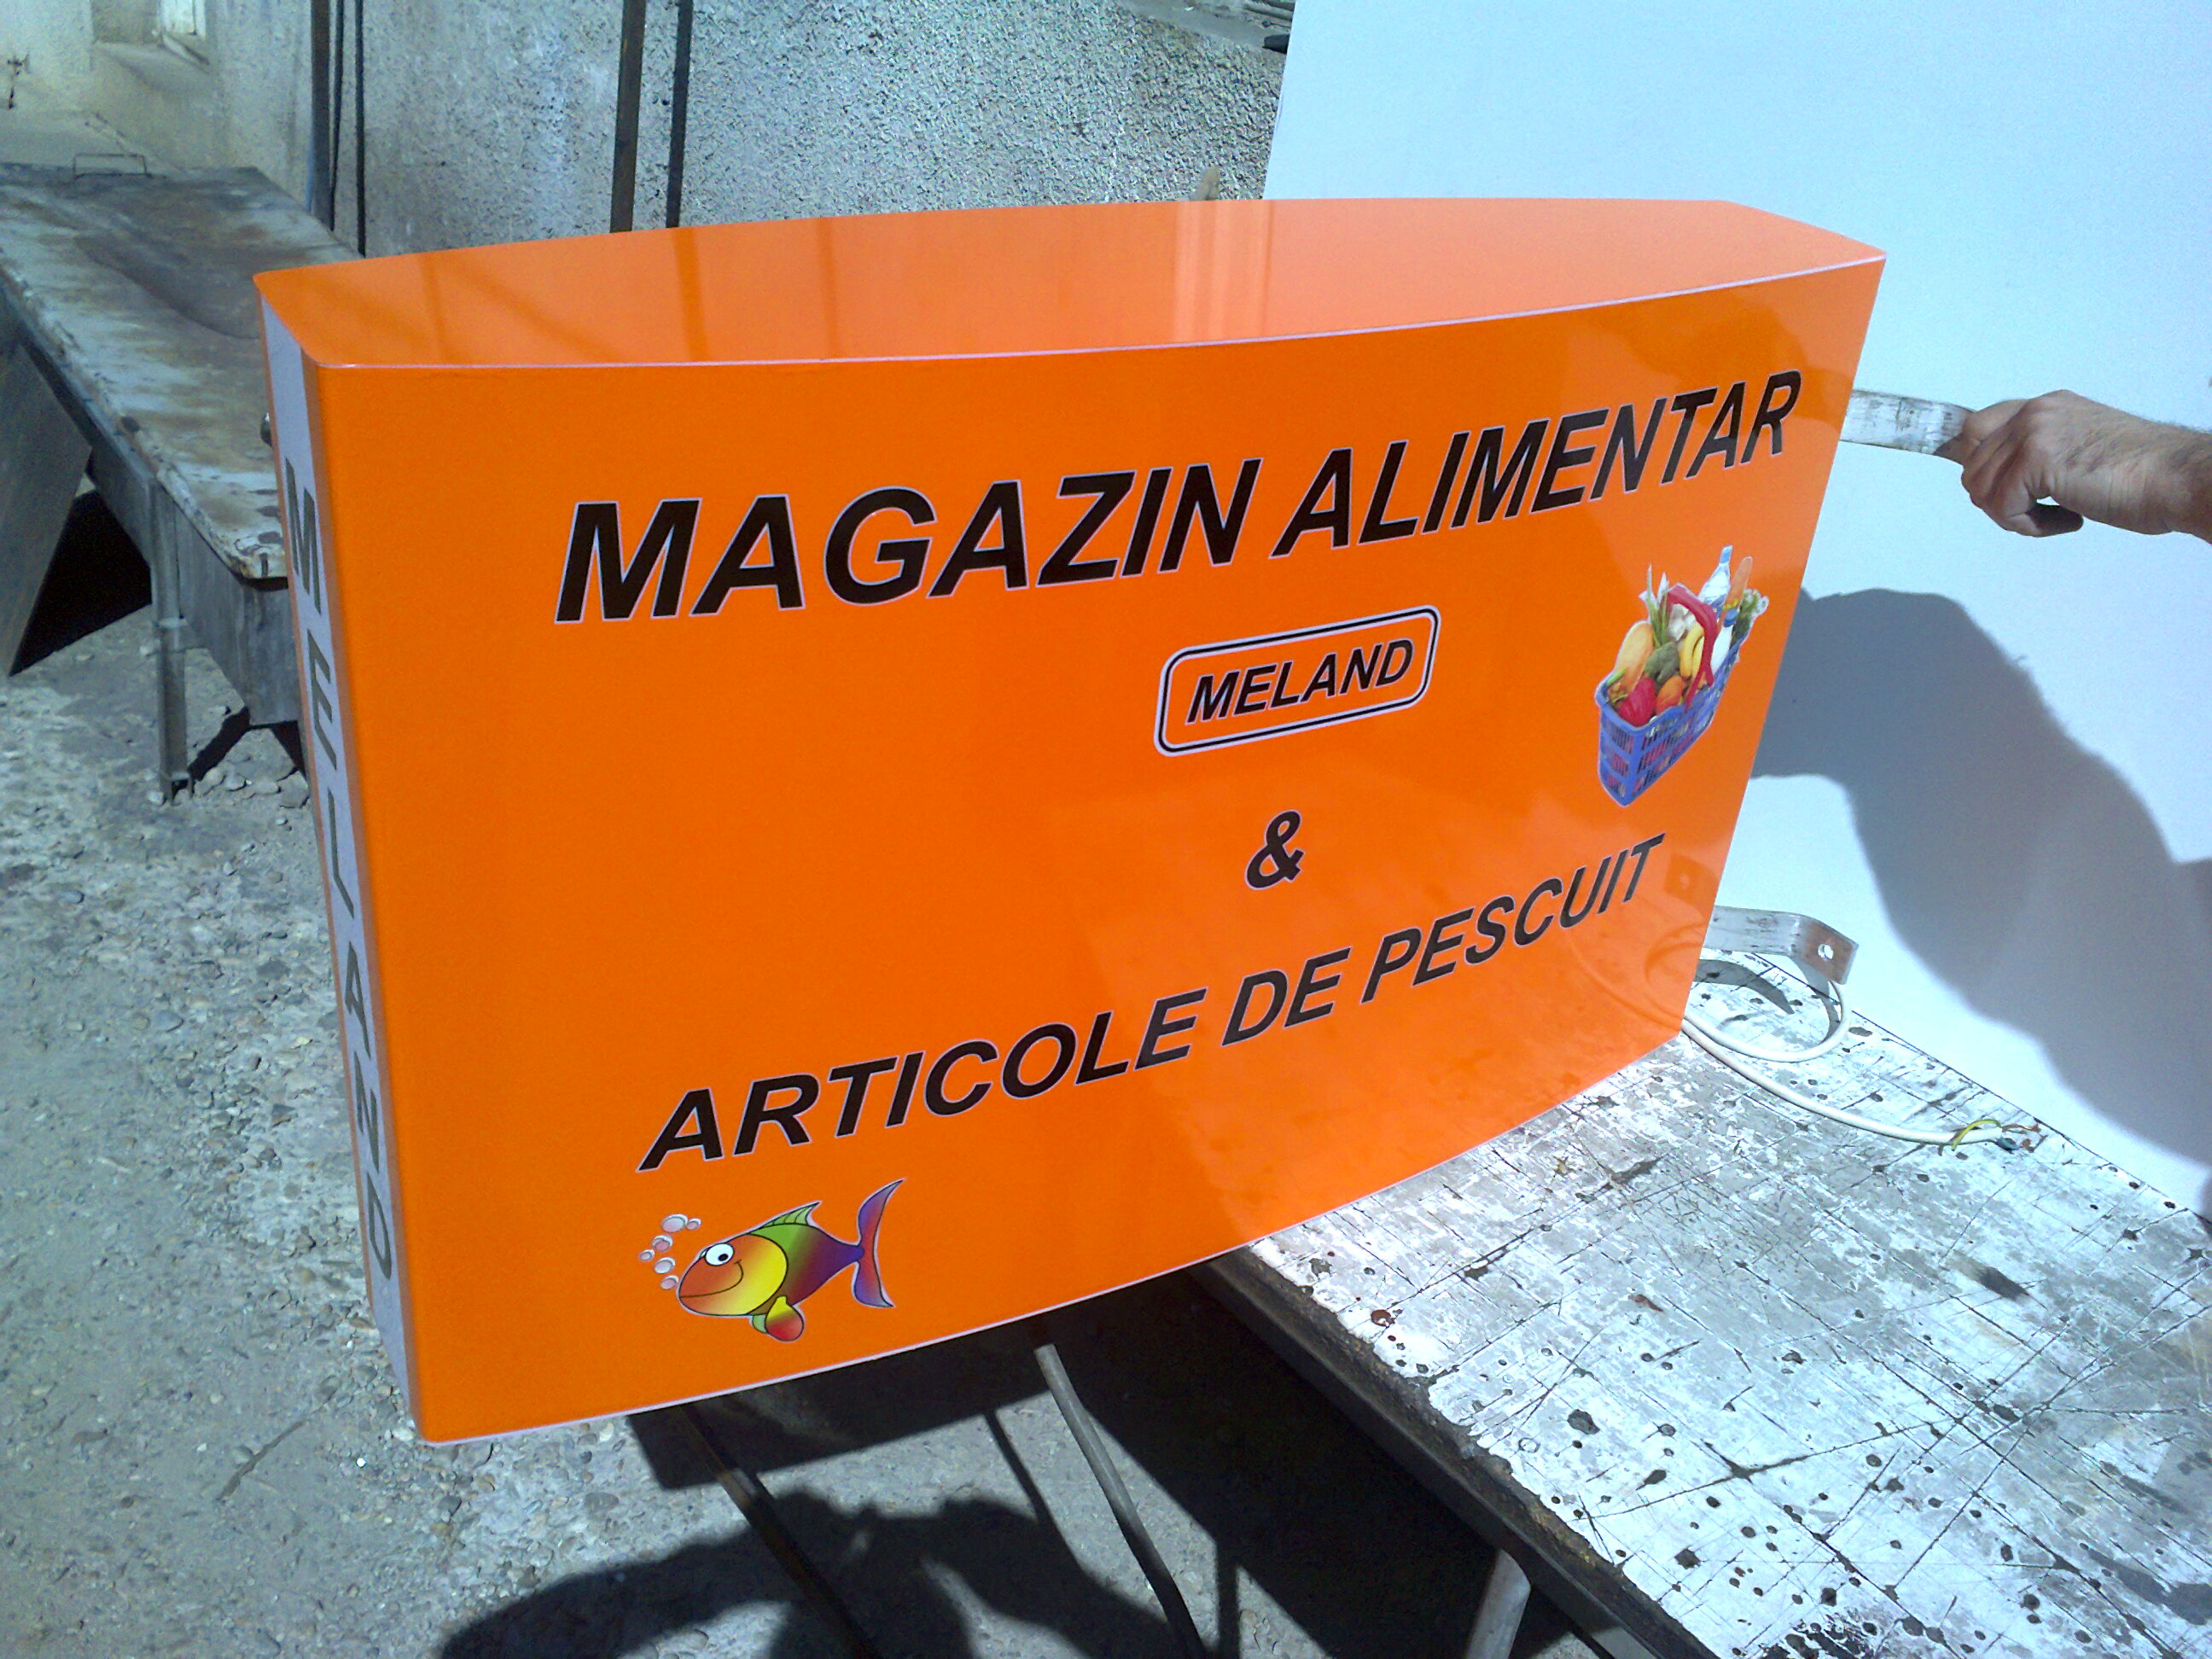 MAGAZIN ALIMENTAR
MELAND
&
ARTICOLE DE PESCUIT
MELAND